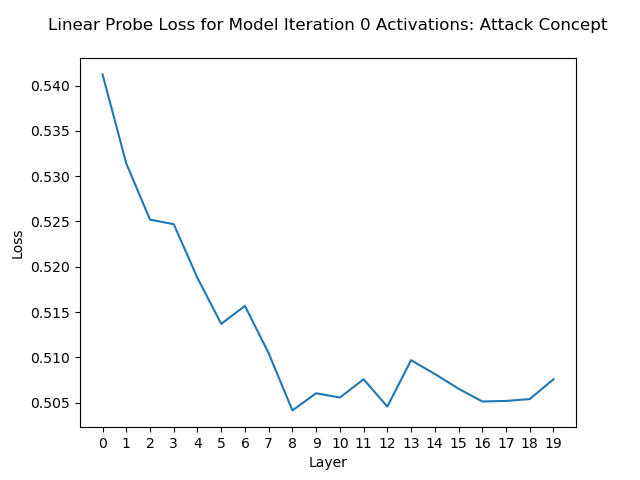 Linear Probe Loss for Model Iteration 0 Activations: Attack Concept
0.540
0.535
0.530
0.525
0.520
0.515
0.510
0.505
Loss
0 1 2 3 4 5 6 7 8 9 10 11 12 13 14 15 16 17 18 19
Layer